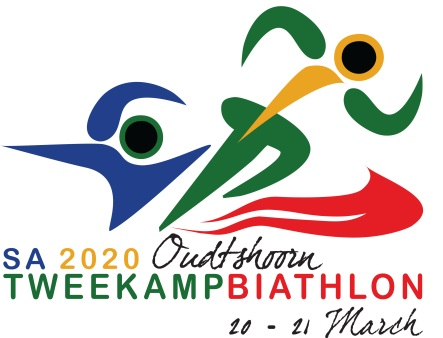 SA 2020 Oudtshoorn
TWEEKAMPBIATHLON
20 - 21 March